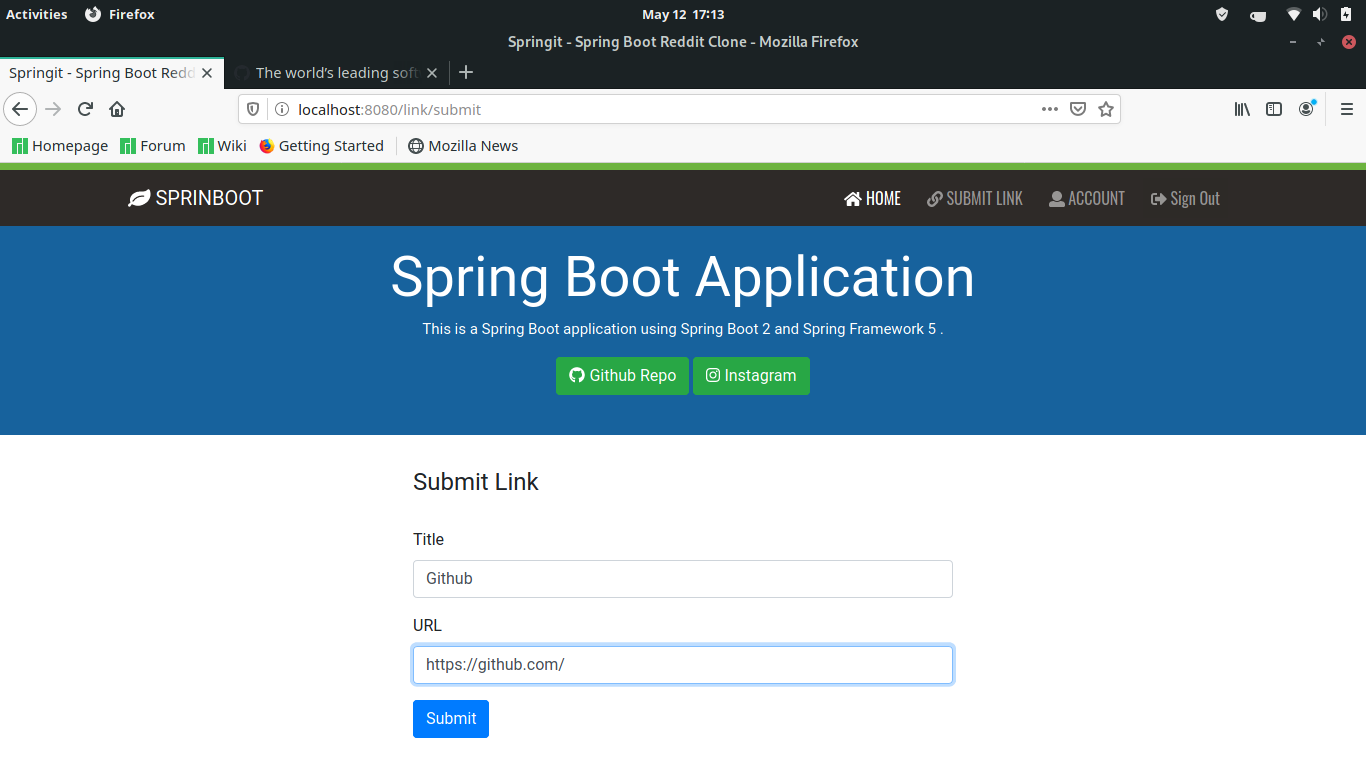 Activities Firefox May 12 17:13
Springit - Spring Boot Reddit Clone - Mozilla Firefox
Springit - Spring Boot Redd The world's leading soft
localhost:8080/link/submit
Homepage Forum Wiki Getting Started Mozilla News
SPRINBOOT HOME SUBMIT LINK ACCOUNT Sign Out
Spring Boot Application
This is a Spring Boot application using Spring Boot 2 and Spring Framework 5 .
Github Repo Instagram
Submit Link
Title
Github
URL
https://github.com/
Submit